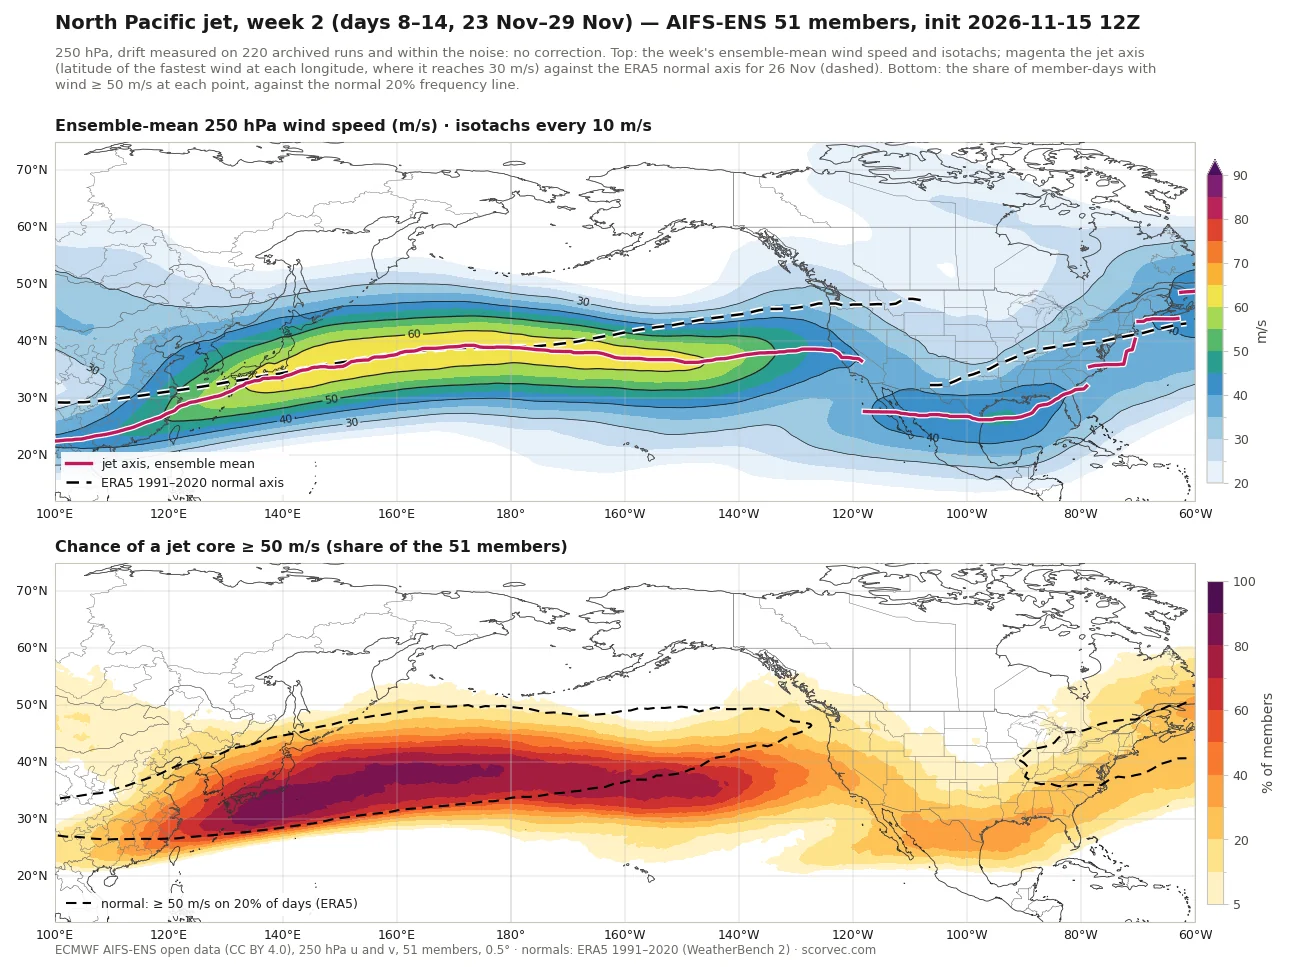 North Pacific jet, week 2 (days 8–14, 23 Nov–29 Nov) — AIFS-ENS 51 members, init 2026-11-15 12Z
250 hPa, drift measured on 220 archived runs and within the noise: no correction. Top: the week's ensemble-mean wind speed and isotachs; magenta the jet axis
(latitude of the fastest wind at each longitude, where it reaches 30 m/s) against the ERA5 normal axis for 26 Nov (dashed). Bottom: the share of member-days with
wind ≥ 50 m/s at each point, against the normal 20% frequency line.
Ensemble-mean 250 hPa wind speed (m/s) · isotachs every 10 m/s
70°N
60°N
50°N
40°N
30°N
20°N
30
60
50
40
30
30
40
40
jet axis, ensemble mean
ERA5 1991–2020 normal axis
100°E 120°E 140°E 160°E 180° 160°W 140°W 120°W 100°W 80°W 60°W
90
80
70
60
50
40
30
20
m/s
Chance of a jet core ≥ 50 m/s (share of the 51 members)
70°N
60°N
50°N
40°N
30°N
20°N
normal: ≥ 50 m/s on 20% of days (ERA5)
100°E 120°E 140°E 160°E 180° 160°W 140°W 120°W 100°W 80°W 60°W
100
80
60
40
20
5
% of members
ECMWF AIFS-ENS open data (CC BY 4.0), 250 hPa u and v, 51 members, 0.5° · normals: ERA5 1991–2020 (WeatherBench 2) · scorvec.com